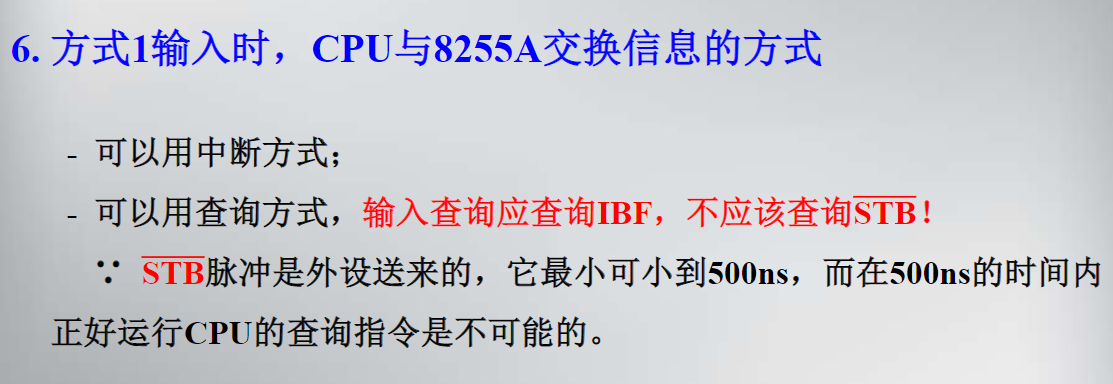 6. 方式1输入时，CPU与8255A交换信息的方式
- 可以用中断方式；
- 可以用查询方式，输入查询应查询IBF，不应该查询S̅T̅B̅！
∵ S̅T̅B̅脉冲是外设送来的，它最小可小到500ns，而在500ns的时间内
正好运行CPU的查询指令是不可能的。